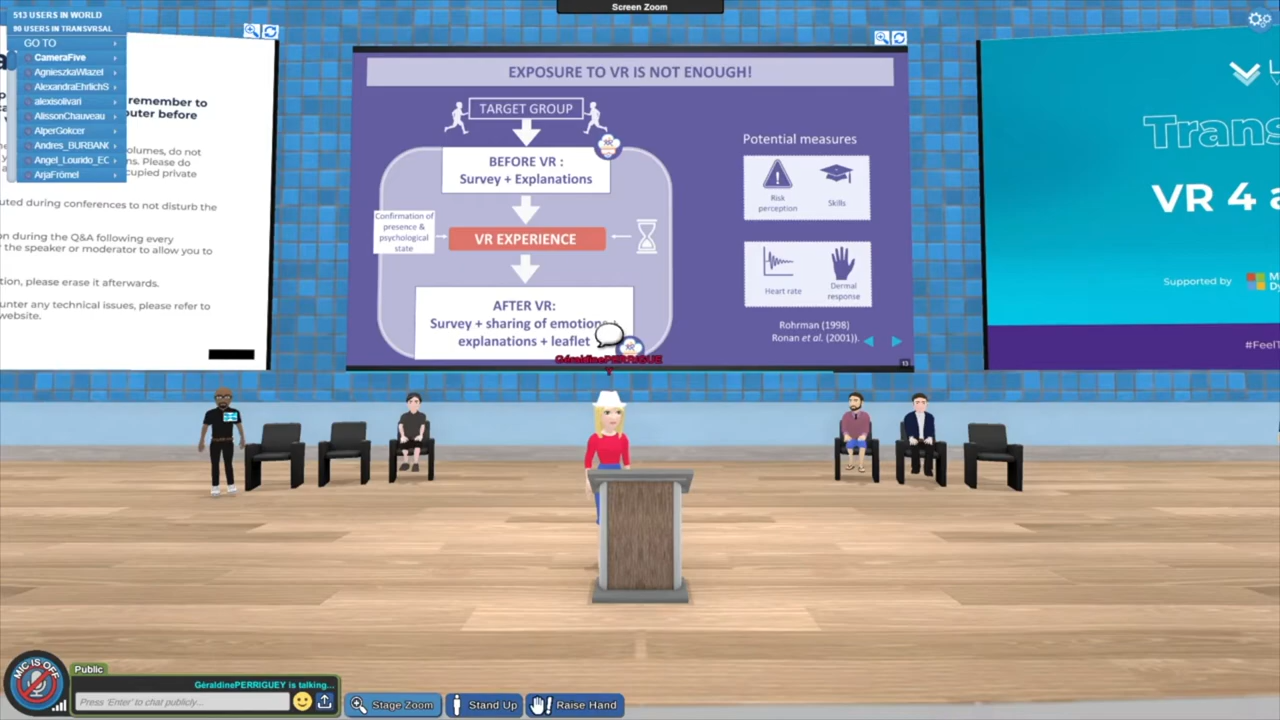 Screen Zoom
513 USERS IN WORLD
90 USERS IN TRANSVRSAL
GO TO
CameraFive
AgnieszkaWlazel
AlexandraEhrlichS
alexisolivari
AlissonChauveau
AlperGokcer
Andres_BURBANO
Angel_Lourido_EC
ArjaFrömel
remember to
before
olumes, do not
ns. Please do
cupied private
uted during conferences to not disturb the
on during the Q&A following every
the speaker or moderator to allow you to
tion, please erase it afterwards.
unter any technical issues, please refer to
website.
EXPOSURE TO VR IS NOT ENOUGH!
TARGET GROUP
BEFORE VR :
Survey + Explanations
Confirmation of
presence &
psychological
state
VR EXPERIENCE
AFTER VR:
Survey + sharing of emotions
explanations + leaflet
Potential measures
Risk
perception
Skills
Heart rate
Dermal
response
Rohrman (1998)
Ronan et al. (2001)).
13
Trans
VR 4 a
Supported by
#FeelT
GéraldinePERRIGUE
Y
MIC IS OFF
Public
GéraldinePERRIGUEY is talking...
Press 'Enter' to chat publicly...
Stage Zoom
Stand Up
Raise Hand